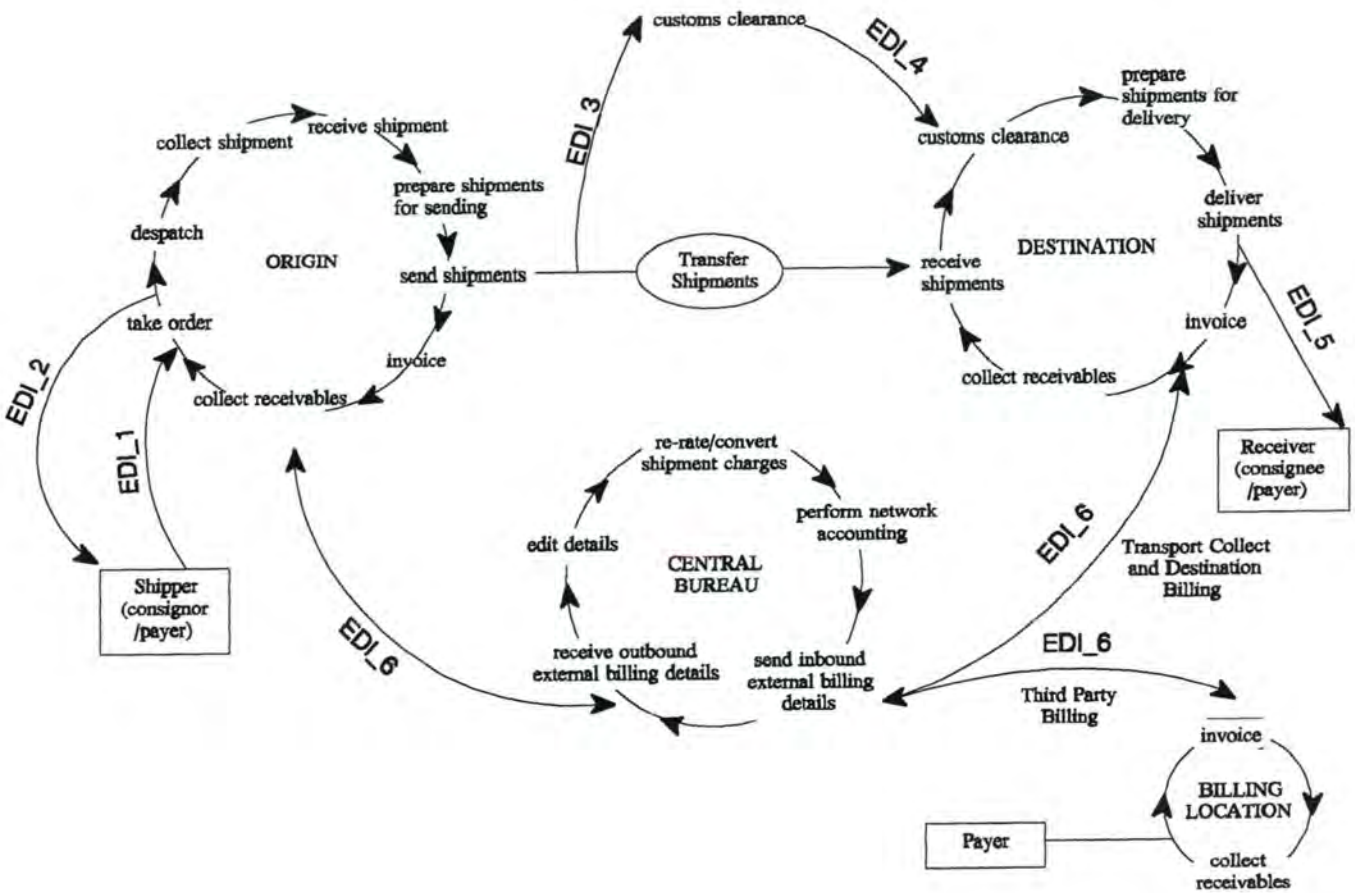 customs clearance
EDI_4
EDI_3
prepare
shipments for
delivery
receive shipment
collect shipment
customs clearance
prepare shipments
for sending
deliver
shipments
despatch
ORIGIN
DESTINATION
send shipments
Transfer
Shipments
receive
shipments
take order
invoice
invoice
EDI_5
EDI_2
collect receivables
collect receivables
EDI_1
re-rate/convert
shipment charges
Receiver
(consignee
/payer)
perform network
accounting
edit details
CENTRAL
BUREAU
EDI_6
Transport Collect
and Destination
Billing
Shipper
(consignor
/payer)
EDI_6
receive outbound
external billing details
send inbound
external billing
details
EDI_6
Third Party
Billing
invoice
BILLING
LOCATION
Payer
collect
receivables